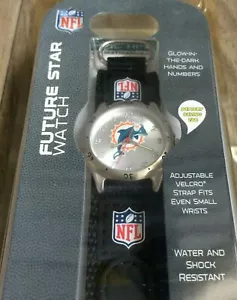 NFL
FUTURE STAR
WATCH
GLOW-IN-
THE-DARK
HANDS AND
NUMBERS
NFL
ADJUSTABLE
VELCRO®
STRAP FITS
EVEN SMALL
WRISTS
NFL
WATER AND
SHOCK
RESISTANT